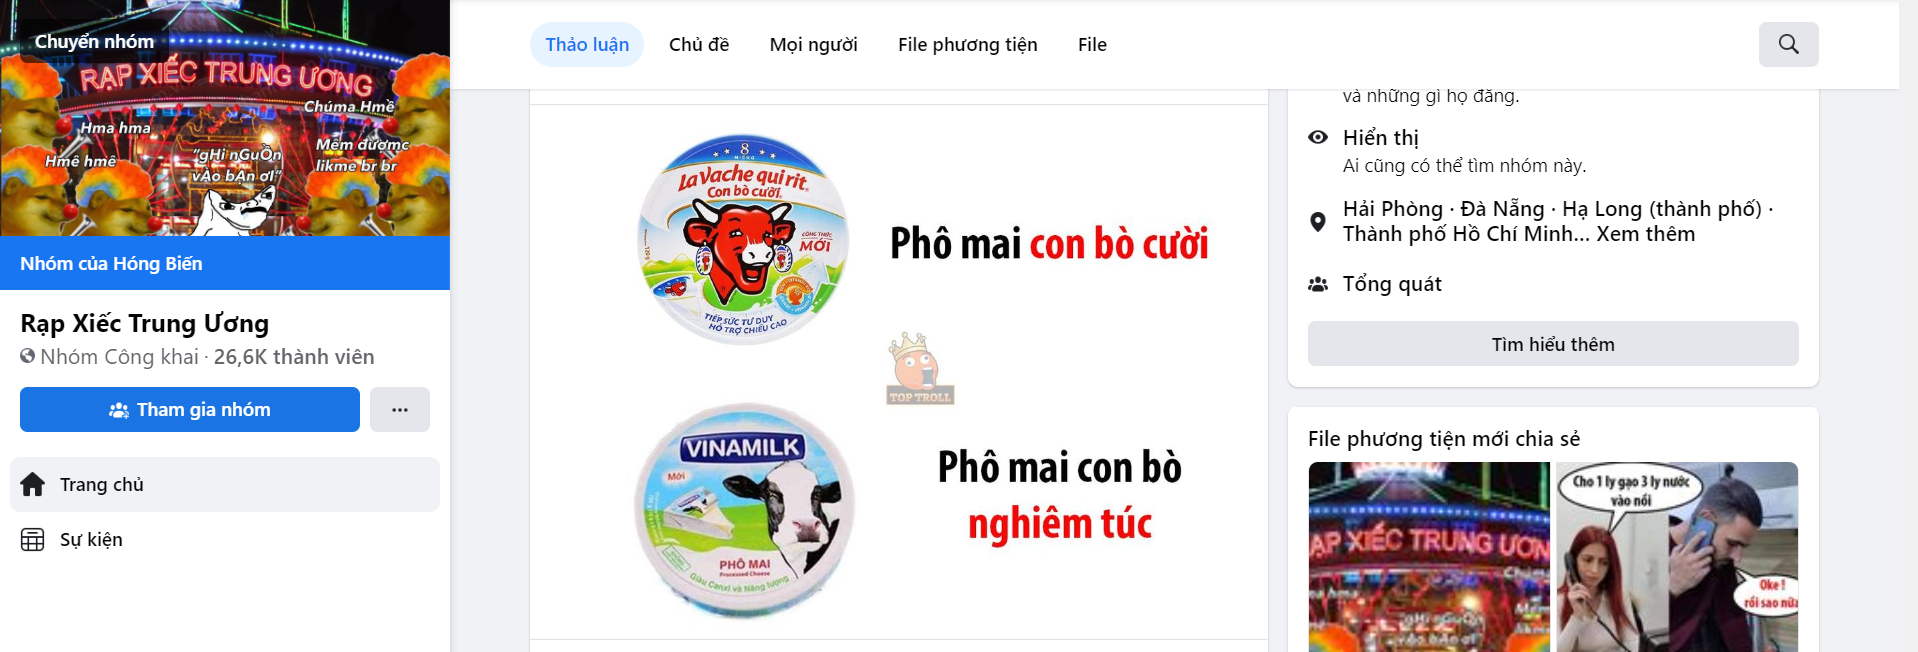 Chuyển nhóm
RẠP XIẾC TRUNG ƯƠNG
Chúma Hmề
Hma hma
Hmê hmê
Mêm đươmc
likme br br
“gHi nGuỒn
vÀo bẠn ơI”
Nhóm của Hóng Biến
Rạp Xiếc Trung Ương
Nhóm Công khai · 26,6K thành viên
Tham gia nhóm
Trang chủ
Sự kiện
Thảo luận
Chủ đề
Mọi người
File phương tiện
File
8
MIẾNG
La Vache qui rit
Con bò cười
CÔNG THỨC
MỚI
TIẾP SỨC TƯ DUY
HỖ TRỢ CHIỀU CAO
Phô mai con bò cười
TOP TROLL
VINAMILK
Mới
PHÔ MAI
Processed Cheese
Giàu Canxi và Năng lượng
Phô mai con bò
nghiêm túc
và những gì họ đăng.
Hiển thị
Ai cũng có thể tìm nhóm này.
Hải Phòng · Đà Nẵng · Hạ Long (thành phố) ·
Thành phố Hồ Chí Minh... Xem thêm
Tổng quát
Tìm hiểu thêm
File phương tiện mới chia sẻ
RẠP XIẾC TRUNG ƯƠN
Cho 1 ly gạo 3 ly nước
vào nồi
Oke !
rồi sao nữa